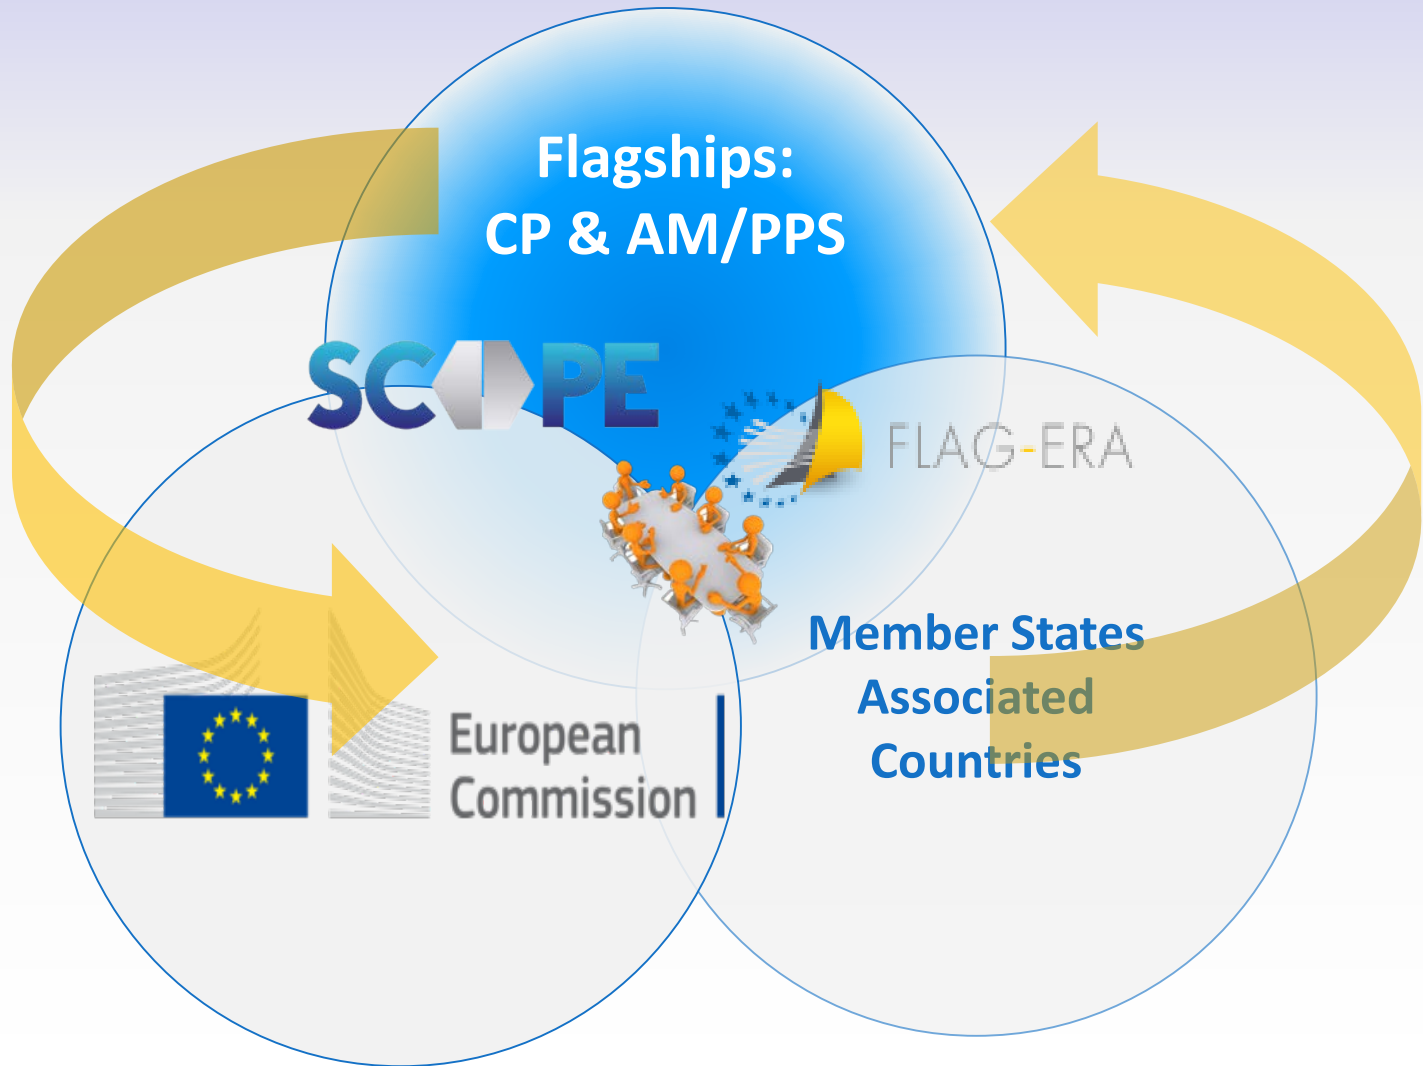 Flagships:
CP & AM/PPS
SCOPE
FLAG-ERA
Member States
Associated
Countries
European
Commission